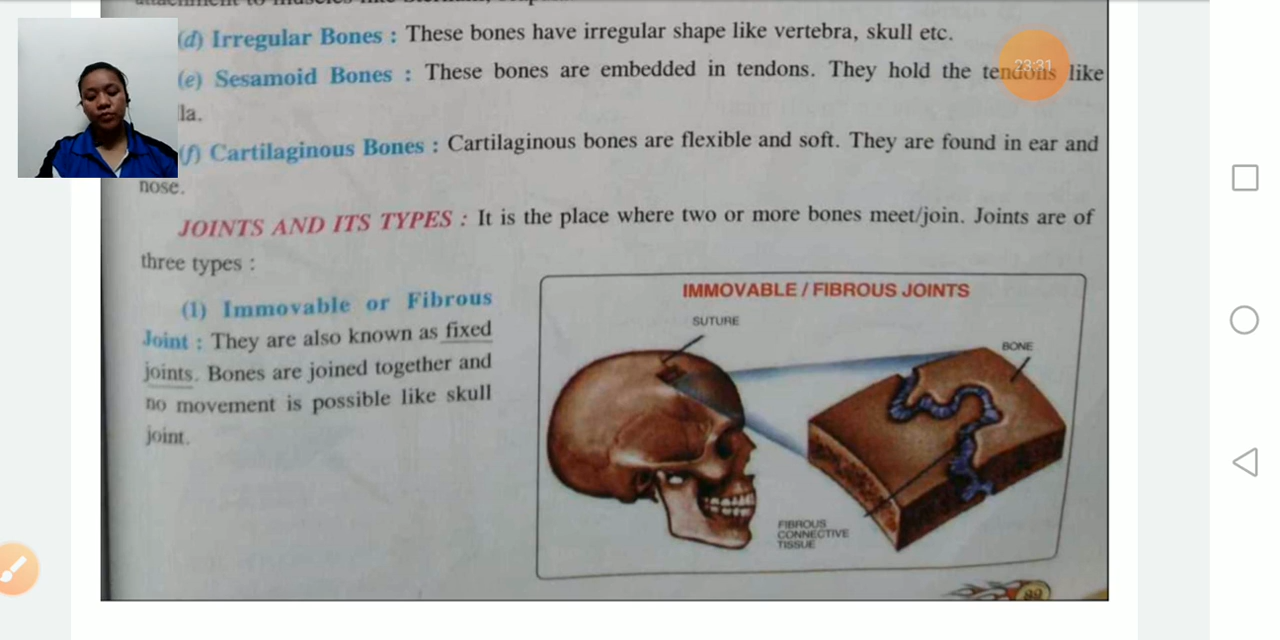 (d) Irregular Bones : These bones have irregular shape like vertebra, skull etc.
(e) Sesamoid Bones : These bones are embedded in tendons. They hold the tendons like
la.
(f) Cartilaginous Bones : Cartilaginous bones are flexible and soft. They are found in ear and
nose.
JOINTS AND ITS TYPES : It is the place where two or more bones meet/join. Joints are of
three types :
(1) Immovable or Fibrous
Joint : They are also known as fixed
joints. Bones are joined together and
no movement is possible like skull
joint.
IMMOVABLE / FIBROUS JOINTS
SUTURE
BONE
FIBROUS
CONNECTIVE
TISSUE
89
23:31